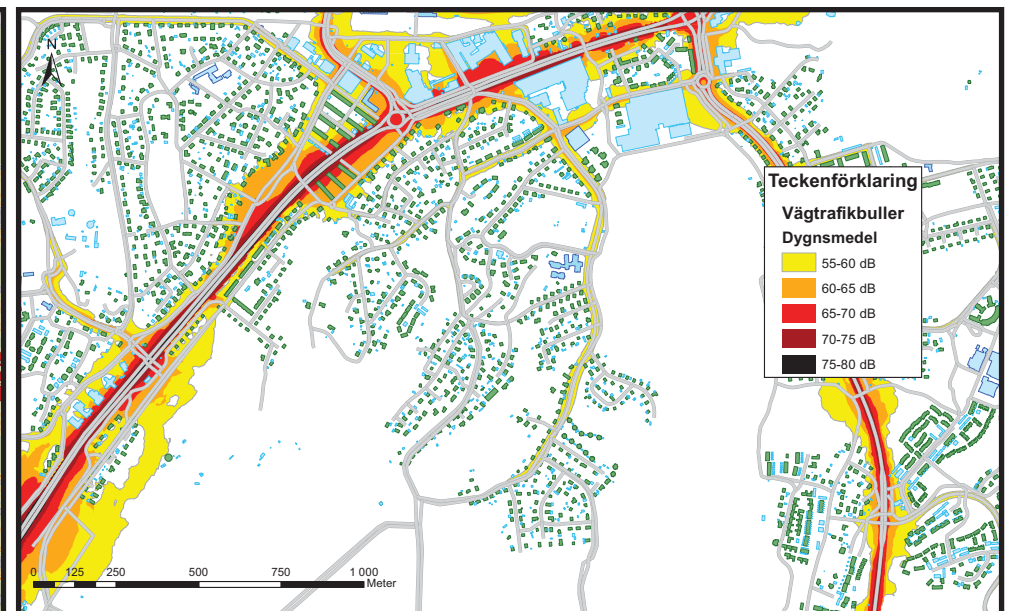 N
Teckenförklaring
Vägtrafikbuller
Dygnsmedel
55-60 dB
60-65 dB
65-70 dB
70-75 dB
75-80 dB
0 125 250 500 750 1 000
Meter